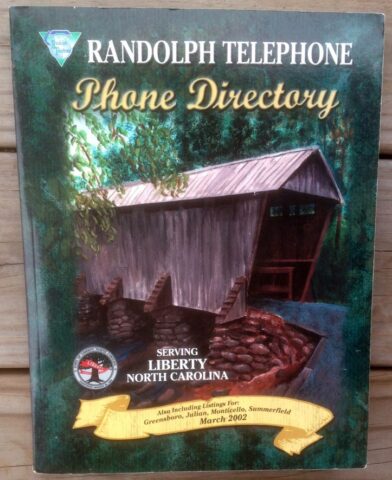 RANDOLPH TELEPHONE
Phone Directory
SERVING
LIBERTY
NORTH CAROLINA
Also Including Listings For:
Greensboro, Julian, Monticello, Summerfield
March 2002